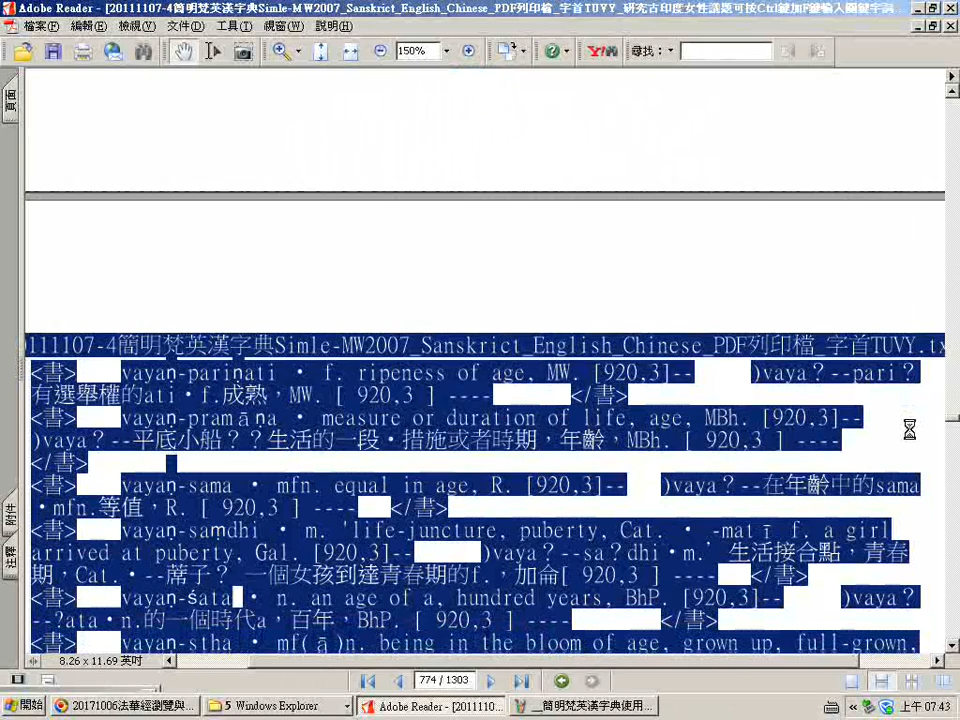 Adobe Reader - [20111107-4簡明梵英漢字典Simle-MW2007_Sanskrict_English_Chinese_PDF列印檔_字首TUVY_研究古印度女性議題可按Ctrl鍵加F鍵輸入關鍵字詞...
檔案(F) 編輯(E) 檢視(V) 文件(D) 工具(T) 視窗(W) 說明(H)
150% Y! 尋找:
頁面
111107-4簡明梵英漢字典Simle-MW2007_Sanskrict_English_Chinese_PDF列印檔_字首TUVY.tx
<書> vayaṇ-pariṇati • f. ripeness of age, MW. [920,3]-- )vaya？--pari？
有選舉權的ati•f.成熟，MW. [ 920,3 ] ---- </書>
<書> vayaṇ-pramāṇa • measure or duration of life, age, MBh. [920,3]--
)vaya？--平底小船？？生活的一段•措施或者時期，年齡，MBh. [ 920,3 ] ----
</書>
<書> vayaṇ-sama • mfn. equal in age, R. [920,3]-- )vaya？--在年齡中的sama
•mfn.等值，R. [ 920,3 ] ---- </書>
<書> vayaṇ-saṃdhi • m. 'life-juncture, puberty, Cat. • -matī f. a girl
arrived at puberty, Gal. [920,3]-- )vaya？--sa？dhi•m.' 生活接合點，青春
期，Cat.•--蓆子？ 一個女孩到達青春期的f.，加侖[ 920,3 ] ---- </書>
<書> vayaṇ-śata • n. an age of a, hundred years, BhP. [920,3]-- )vaya？
--?ata•n.的一個時代a，百年，BhP. [ 920,3 ] ---- </書>
<書> vayaṇ-stha • mf(ā)n. being in the bloom of age, grown up, full-grown,
附件
注釋
8.26 x 11.69 英吋
774 / 1303
開始 20171006法華經瀏覽與... 5 Windows Explorer Adobe Reader - [2011110... __簡明梵英漢字典使用... 上午 07:43